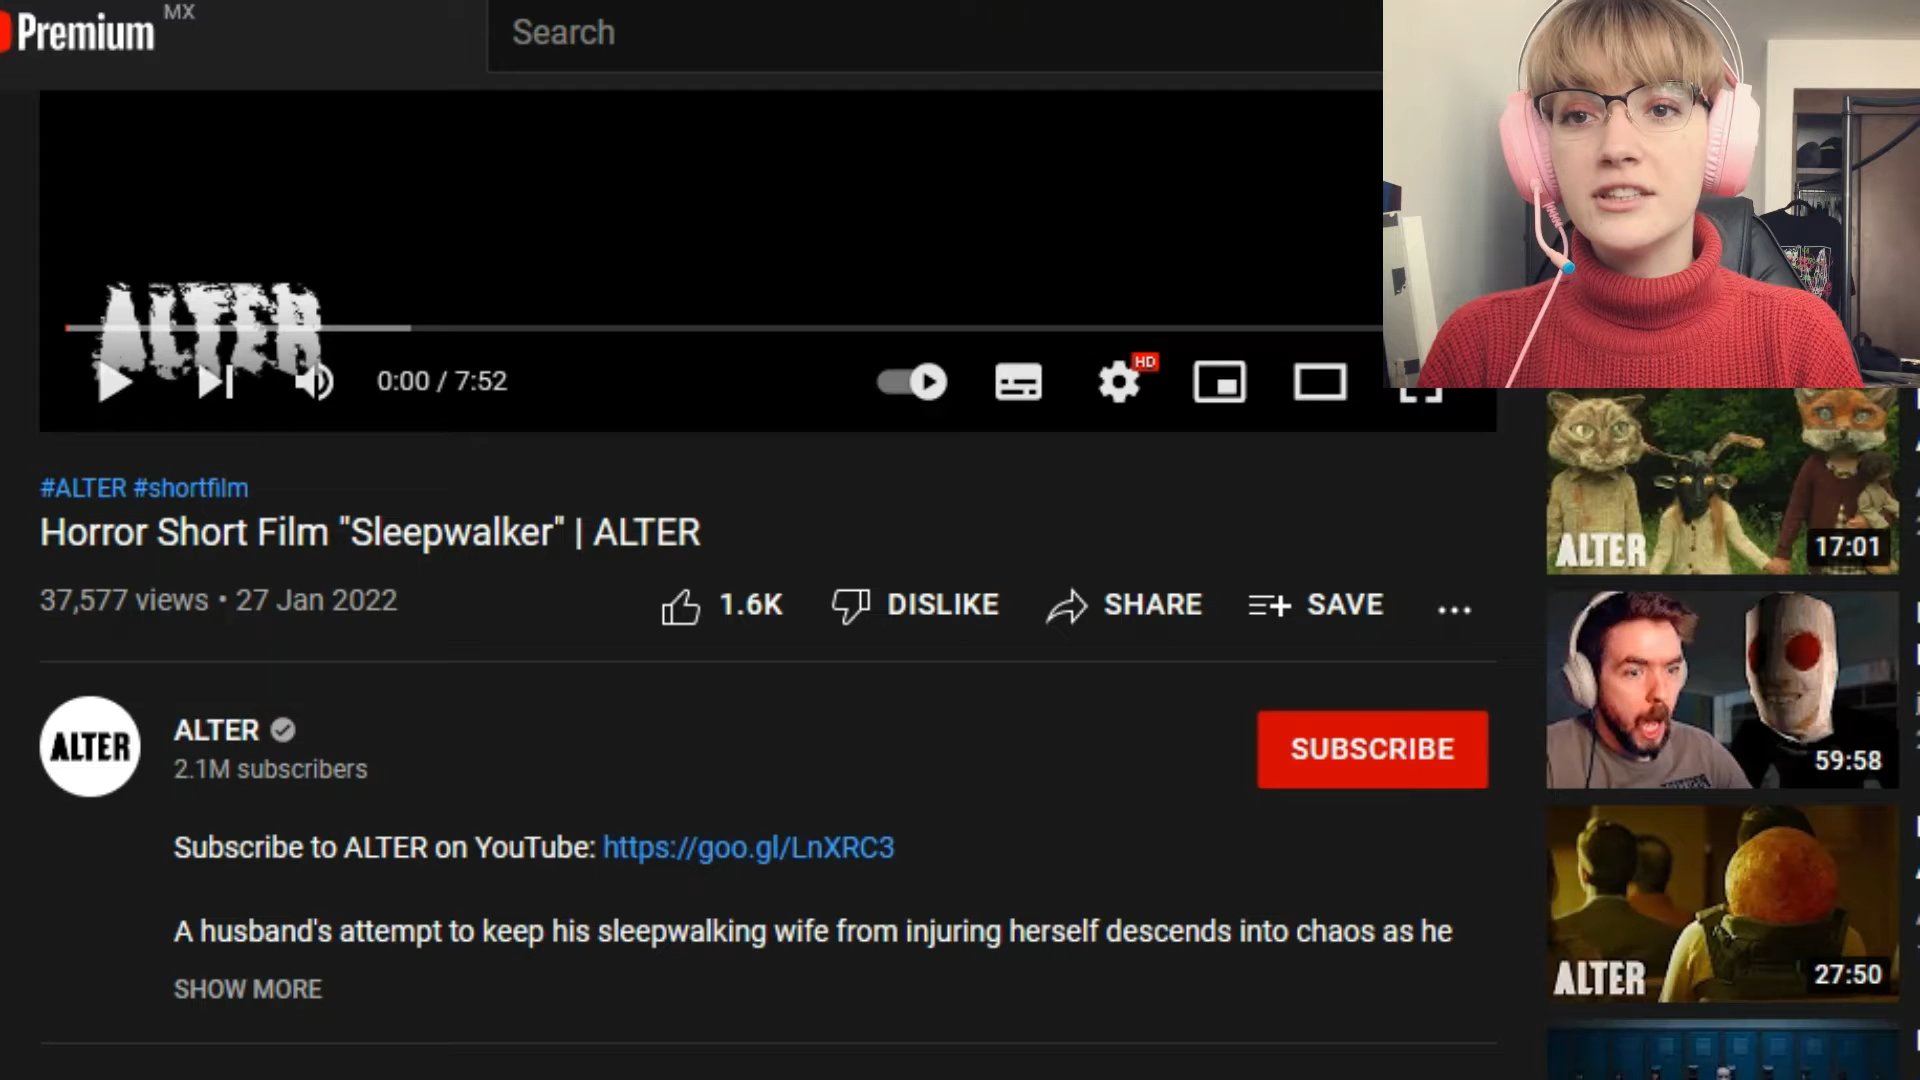 Premium MX
Search
ALTER
0:00 / 7:52
HD
#ALTER #shortfilm
Horror Short Film "Sleepwalker" | ALTER
37,577 views • 27 Jan 2022
1.6K
DISLIKE
SHARE
SAVE
ALTER
ALTER
2.1M subscribers
SUBSCRIBE
Subscribe to ALTER on YouTube: https://goo.gl/LnXRC3
A husband's attempt to keep his sleepwalking wife from injuring herself descends into chaos as he
SHOW MORE
ALTER
17:01
59:58
ALTER
27:50